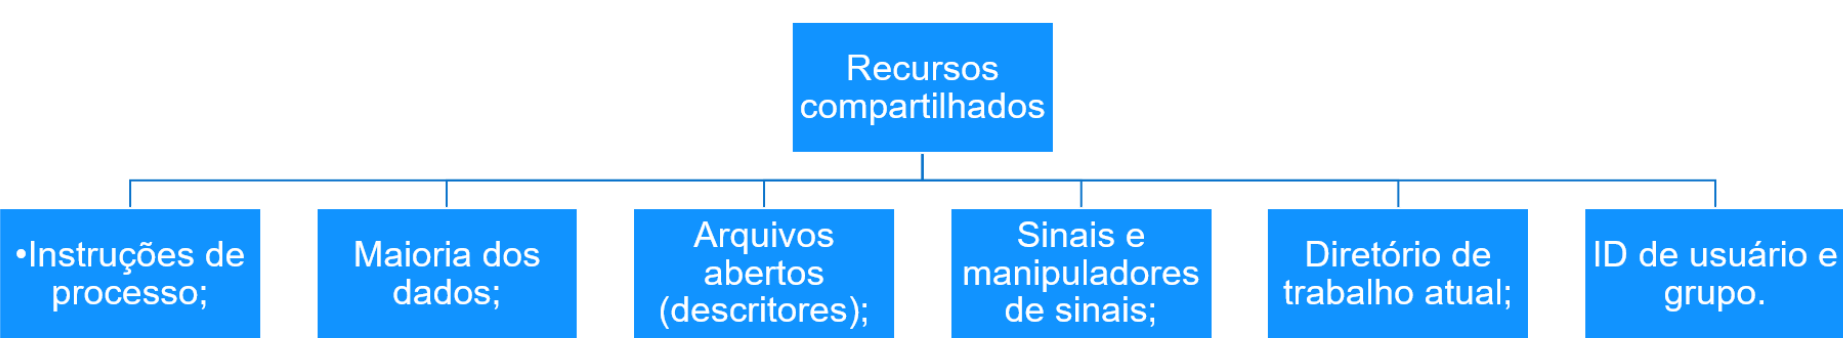 Recursos
compartilhados
•Instruções de
processo;
Maioria dos
dados;
Arquivos
abertos
(descritores);
Sinais e
manipuladores
de sinais;
Diretório de
trabalho atual;
ID de usuário e
grupo.